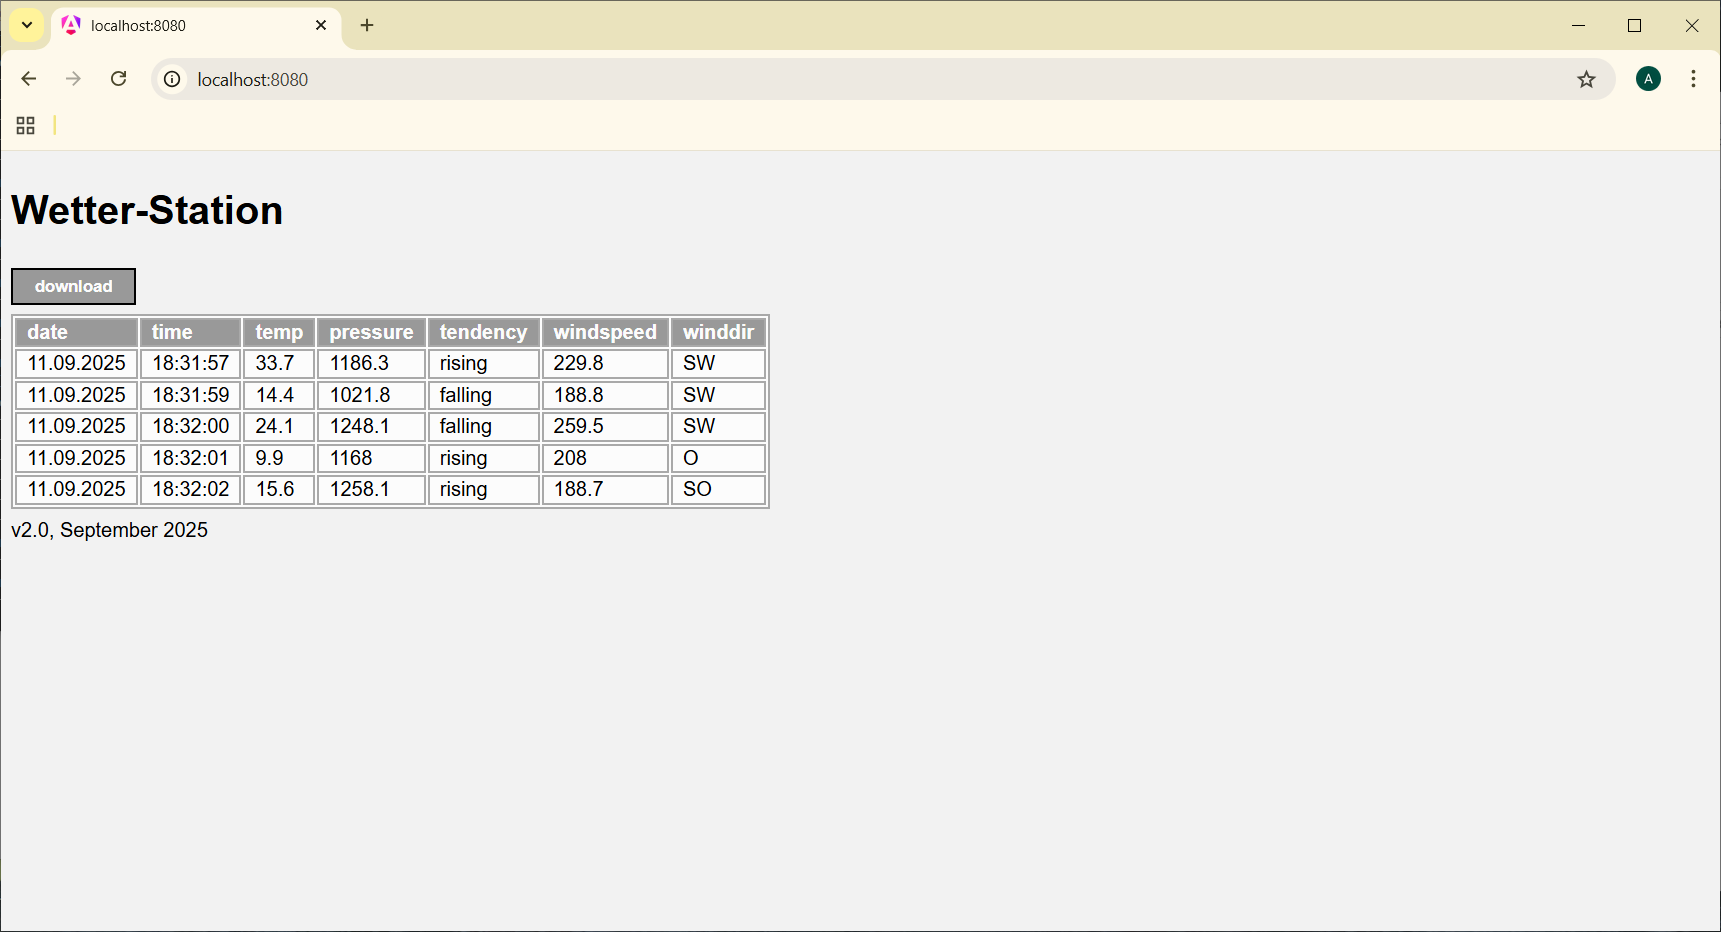 localhost:8080
localhost:8080
A
Wetter-Station
download
date time temp pressure tendency windspeed winddir
11.09.2025 18:31:57 33.7 1186.3 rising 229.8 SW
11.09.2025 18:31:59 14.4 1021.8 falling 188.8 SW
11.09.2025 18:32:00 24.1 1248.1 falling 259.5 SW
11.09.2025 18:32:01 9.9 1168 rising 208 O
11.09.2025 18:32:02 15.6 1258.1 rising 188.7 SO
v2.0, September 2025